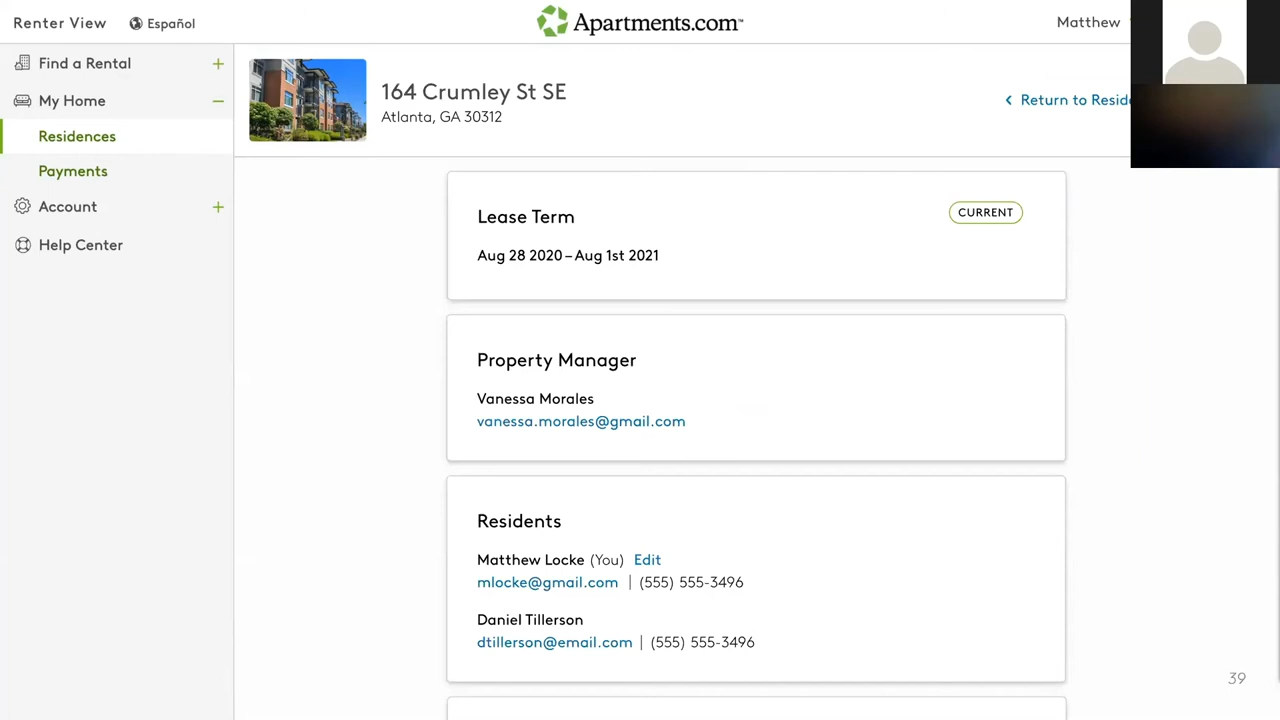 Renter View
Español
Apartments.com™
Matthew
Find a Rental
My Home
Residences
Payments
Account
Help Center
164 Crumley St SE
Atlanta, GA 30312
Return to Reside
Lease Term
CURRENT
Aug 28 2020 – Aug 1st 2021
Property Manager
Vanessa Morales
vanessa.morales@gmail.com
Residents
Matthew Locke (You) Edit
mlocke@gmail.com | (555) 555-3496
Daniel Tillerson
dtillerson@email.com | (555) 555-3496
39